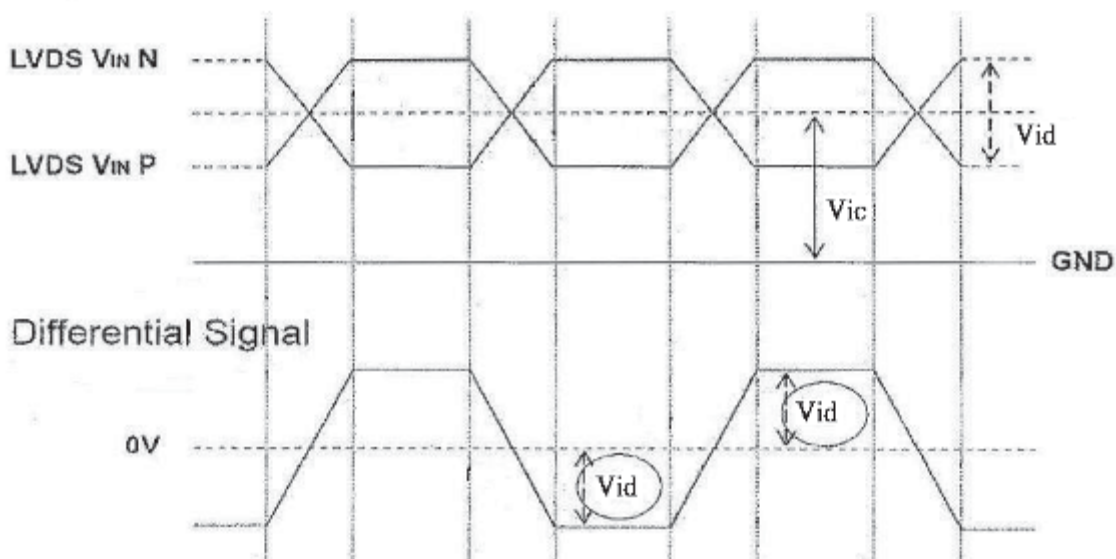 LVDS VIN N
Vid
LVDS VIN P
Vic
GND
Differential Signal
Vid
0V
Vid